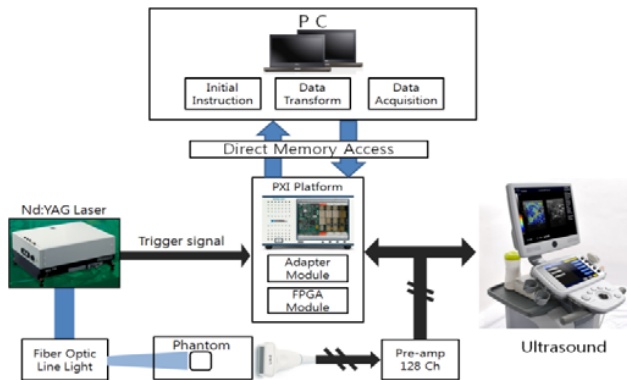 P C
Initial
Instruction
Data
Transform
Data
Acquisition
Direct Memory Access
PXI Platform
Nd:YAG Laser
Trigger signal
Adapter
Module
FPGA
Module
Phantom
Fiber Optic
Line Light
Pre-amp
128 Ch
Ultrasound